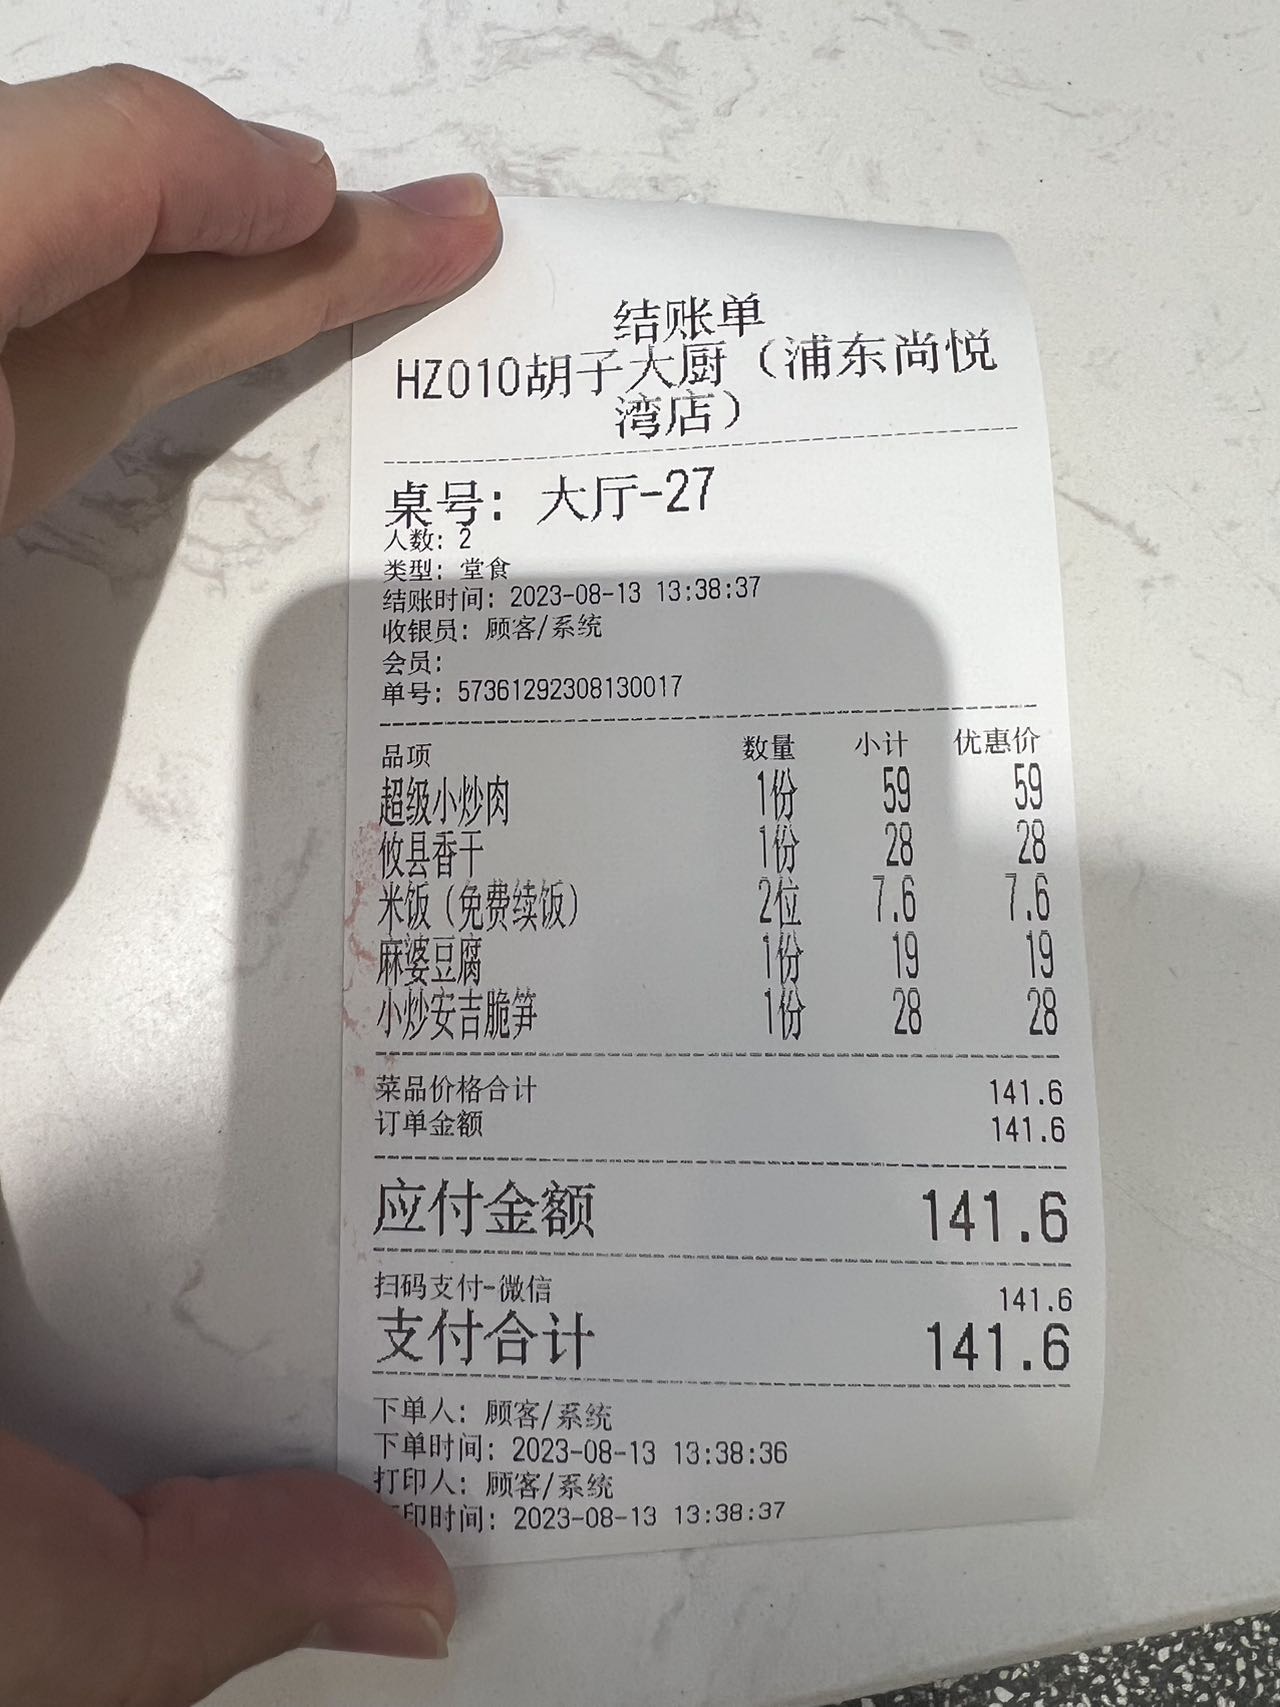 结账单
HZ010胡子大厨（浦东尚悦
湾店）
桌号：大厅-27
人数：2
类型：堂食
结账时间：2023-08-13 13:38:37
收银员：顾客/系统
会员：
单号：57361292308130017
品项 数量 小计 优惠价
超级小炒肉 1份 59 59
攸县香干 1份 28 28
米饭（免费续饭） 2位 7.6 7.6
麻婆豆腐 1份 19 19
小炒安吉脆笋 1份 28 28
菜品价格合计 141.6
订单金额 141.6
应付金额 141.6
扫码支付-微信 141.6
支付合计 141.6
下单人：顾客/系统
下单时间：2023-08-13 13:38:36
打印人：顾客/系统
印时间：2023-08-13 13:38:37